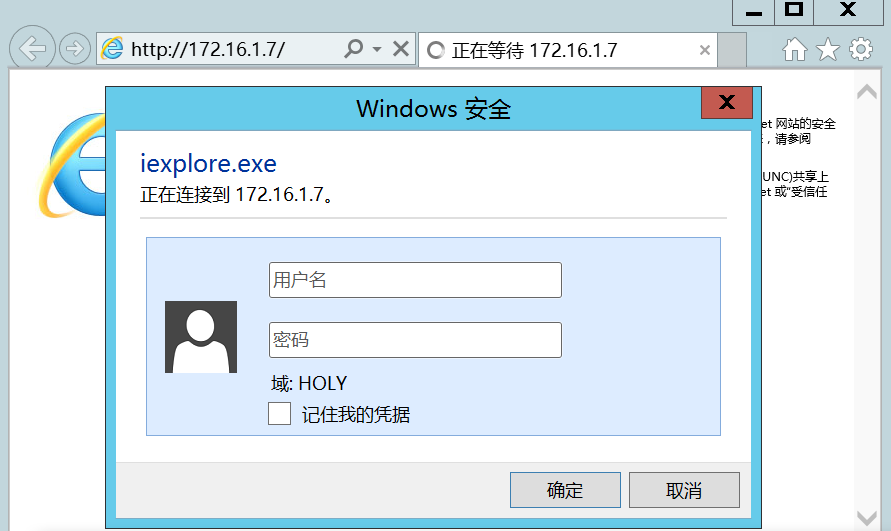 http://172.16.1.7/
正在等待 172.16.1.7
Windows 安全
et 网站的安全
，请参阅
iexplore.exe
正在连接到 172.16.1.7。
UNC)共享上
et 或"受信任
用户名
密码
域: HOLY
记住我的凭据
确定
取消